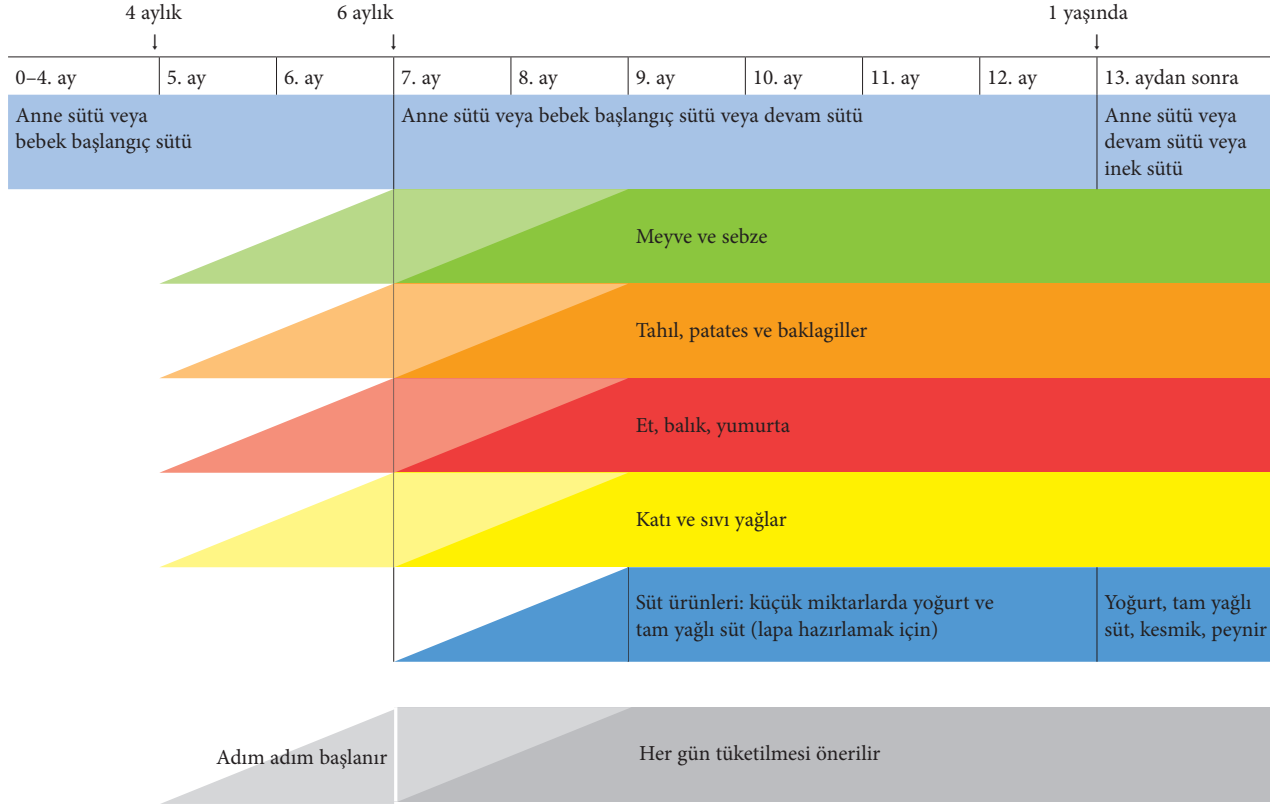 4 aylık
6 aylık
1 yaşında
0–4. ay
5. ay
6. ay
7. ay
8. ay
9. ay
10. ay
11. ay
12. ay
13. aydan sonra
Anne sütü veya
bebek başlangıç sütü
Anne sütü veya bebek başlangıç sütü veya devam sütü
Anne sütü veya
devam sütü veya
inek sütü
Meyve ve sebze
Tahıl, patates ve baklagiller
Et, balık, yumurta
Katı ve sıvı yağlar
Süt ürünleri: küçük miktarlarda yoğurt ve
tam yağlı süt (lapa hazırlamak için)
Yoğurt, tam yağlı
süt, kesmik, peynir
Adım adım başlanır
Her gün tüketilmesi önerilir